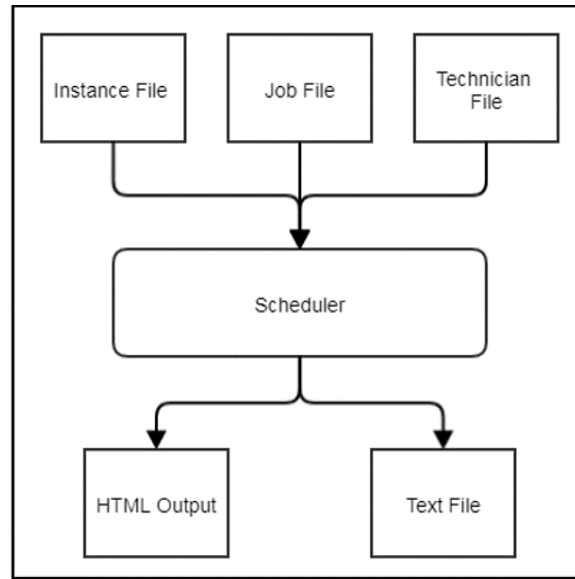 Instance File
Job File
Technician
File
Scheduler
HTML Output
Text File